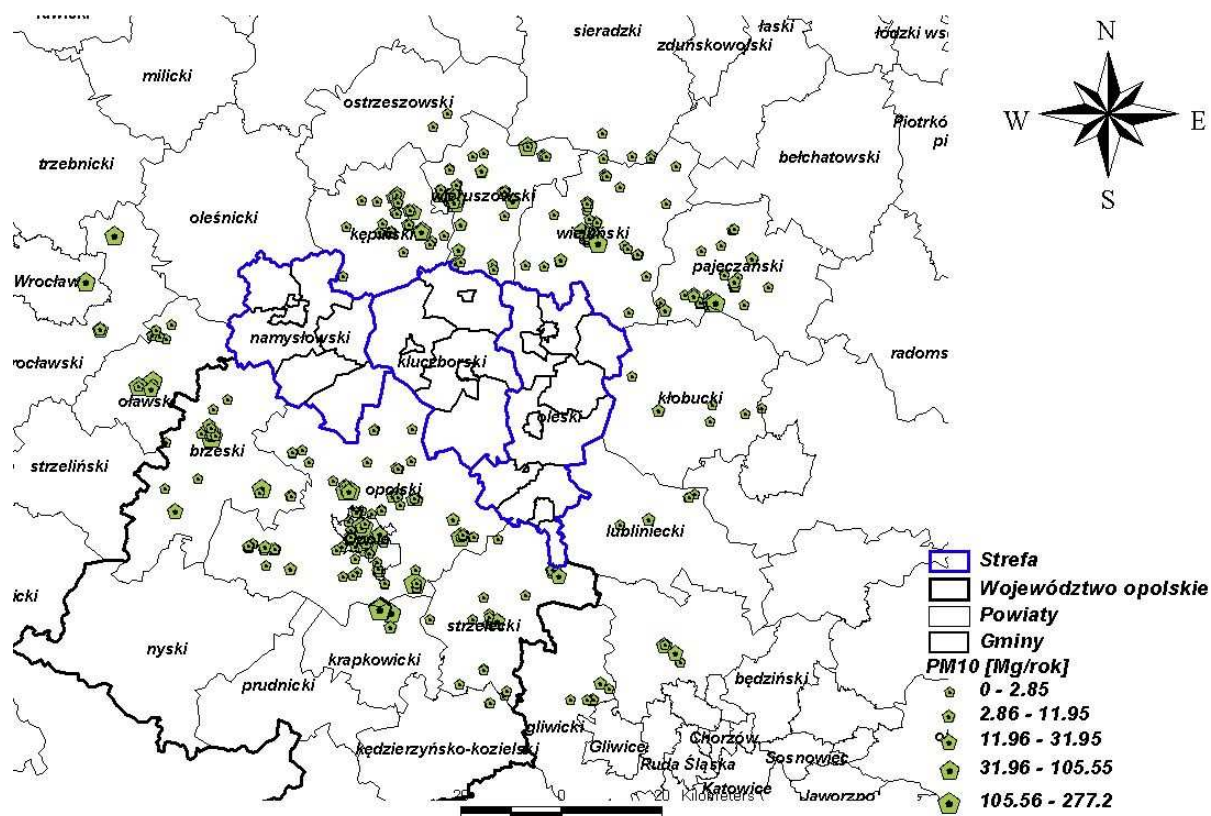 sieradzki
łaski
zduńskowolski
łódzki ws
milicki
ostrzeszowski
N
W
E
S
Piotrkó
pi
trzebnicki
bełchatowski
oleśnicki
wieruszowski
kępiński
wieluński
pajęczański
Wrocław
namysłowski
kluczborski
rocławski
radoms
oławski
kłobucki
oleski
brzeski
strzeliński
opolski
Opole
lubliniecki
icki
nyski
strzelecki
krapkowicki
prudnicki
będziński
gliwicki
kędzierzyńsko-kozielski
Gliwice
Chorzów
Ruda Śląska
Sosnowiec
Katowice
Jaworzno
20 0 20 Kilometers
Strefa
Województwo opolskie
Powiaty
Gminy
PM10 [Mg/rok]
0 - 2.85
2.86 - 11.95
11.96 - 31.95
31.96 - 105.55
105.56 - 277.2